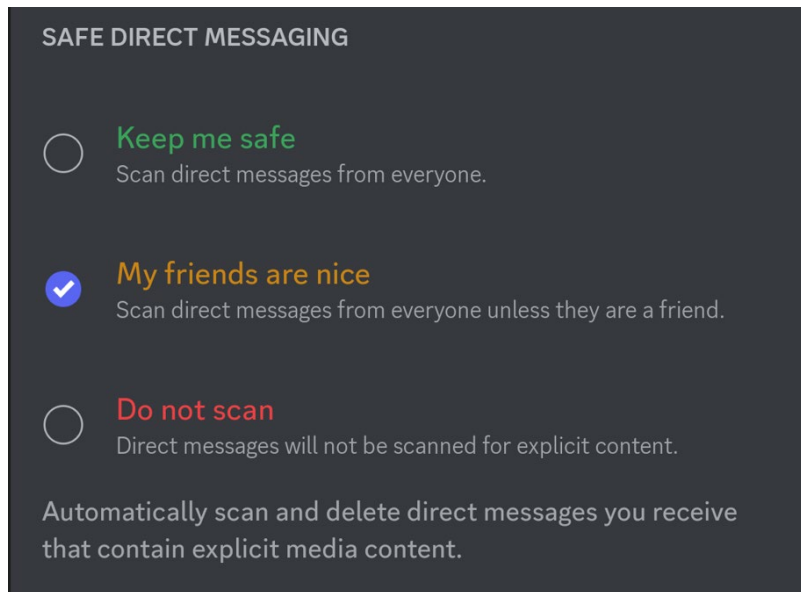 SAFE DIRECT MESSAGING
Keep me safe
Scan direct messages from everyone.
My friends are nice
Scan direct messages from everyone unless they are a friend.
Do not scan
Direct messages will not be scanned for explicit content.
Automatically scan and delete direct messages you receive
that contain explicit media content.